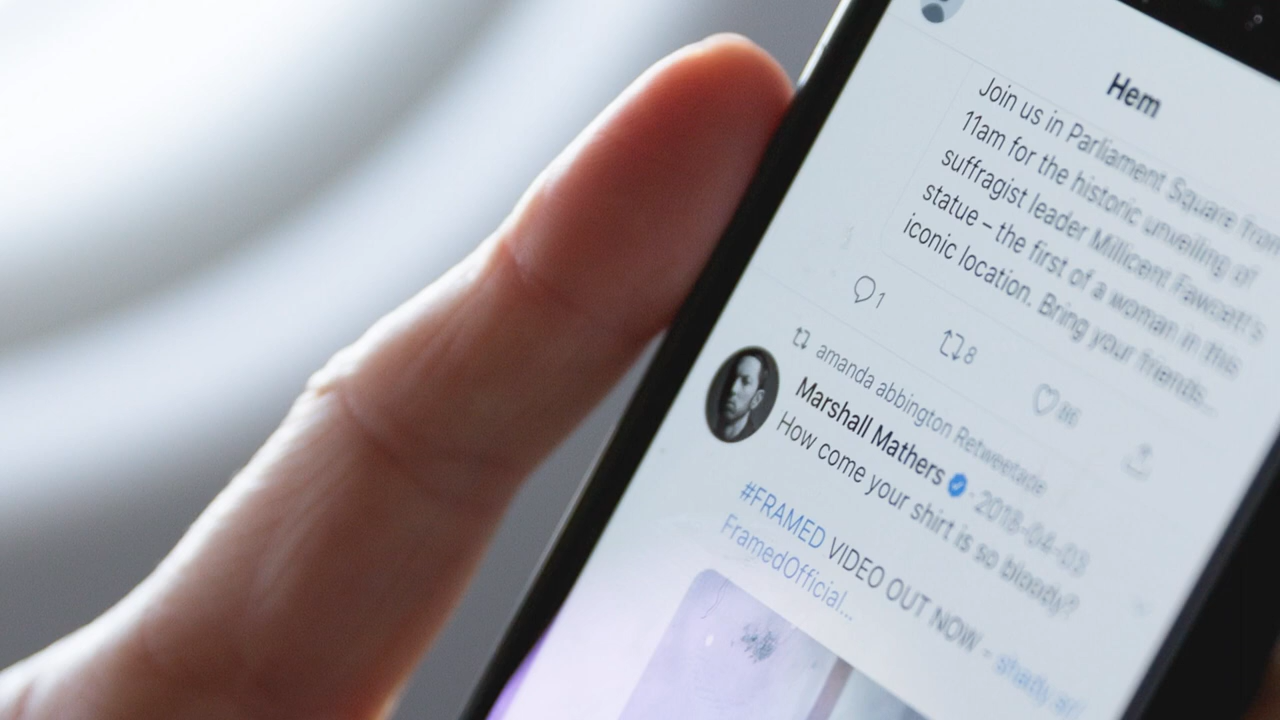 Hem
Join us in Parliament Square from
11am for the historic unveiling of
suffragist leader Millicent Fawcett's
statue – the first of a woman in this
iconic location. Bring your friends...
1
8
86
amanda abbington Retweetade
Marshall Mathers · 2018-04-03
How come your shirt is so bloody?
#FRAMED VIDEO OUT NOW -
FramedOfficial...